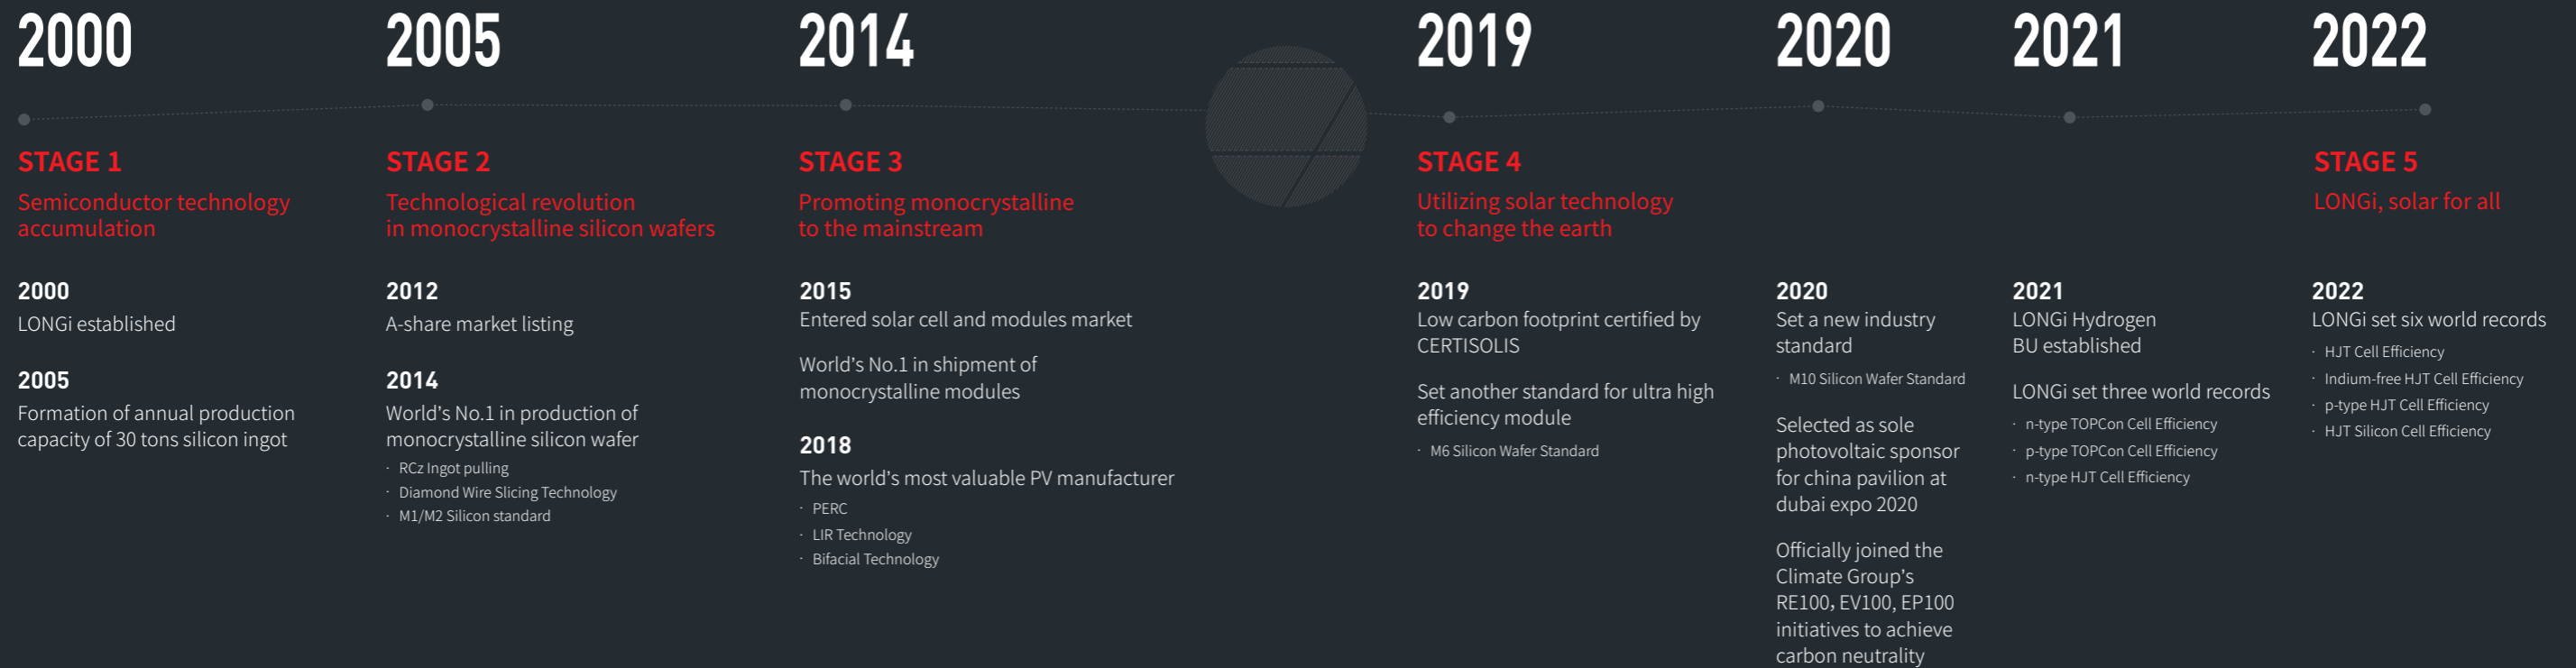 2000
STAGE 1
Semiconductor technology
accumulation
2000
LONGi established
2005
Formation of annual production
capacity of 30 tons silicon ingot
2005
STAGE 2
Technological revolution
in monocrystalline silicon wafers
2012
A-share market listing
2014
World's No.1 in production of
monocrystalline silicon wafer
· RCz Ingot pulling
· Diamond Wire Slicing Technology
· M1/M2 Silicon standard
2014
STAGE 3
Promoting monocrystalline
to the mainstream
2015
Entered solar cell and modules market
World's No.1 in shipment of
monocrystalline modules
2018
The world's most valuable PV manufacturer
· PERC
· LIR Technology
· Bifacial Technology
2019
STAGE 4
Utilizing solar technology
to change the earth
2019
Low carbon footprint certified by
CERTISOLIS
Set another standard for ultra high
efficiency module
· M6 Silicon Wafer Standard
2020
2020
Set a new industry
standard
· M10 Silicon Wafer Standard
Selected as sole
photovoltaic sponsor
for china pavilion at
dubai expo 2020
Officially joined the
Climate Group's
RE100, EV100, EP100
initiatives to achieve
carbon neutrality
2021
2021
LONGi Hydrogen
BU established
LONGi set three world records
· n-type TOPCon Cell Efficiency
· p-type TOPCon Cell Efficiency
· n-type HJT Cell Efficiency
2022
STAGE 5
LONGi, solar for all
2022
LONGi set six world records
· HJT Cell Efficiency
· Indium-free HJT Cell Efficiency
· p-type HJT Cell Efficiency
· HJT Silicon Cell Efficiency